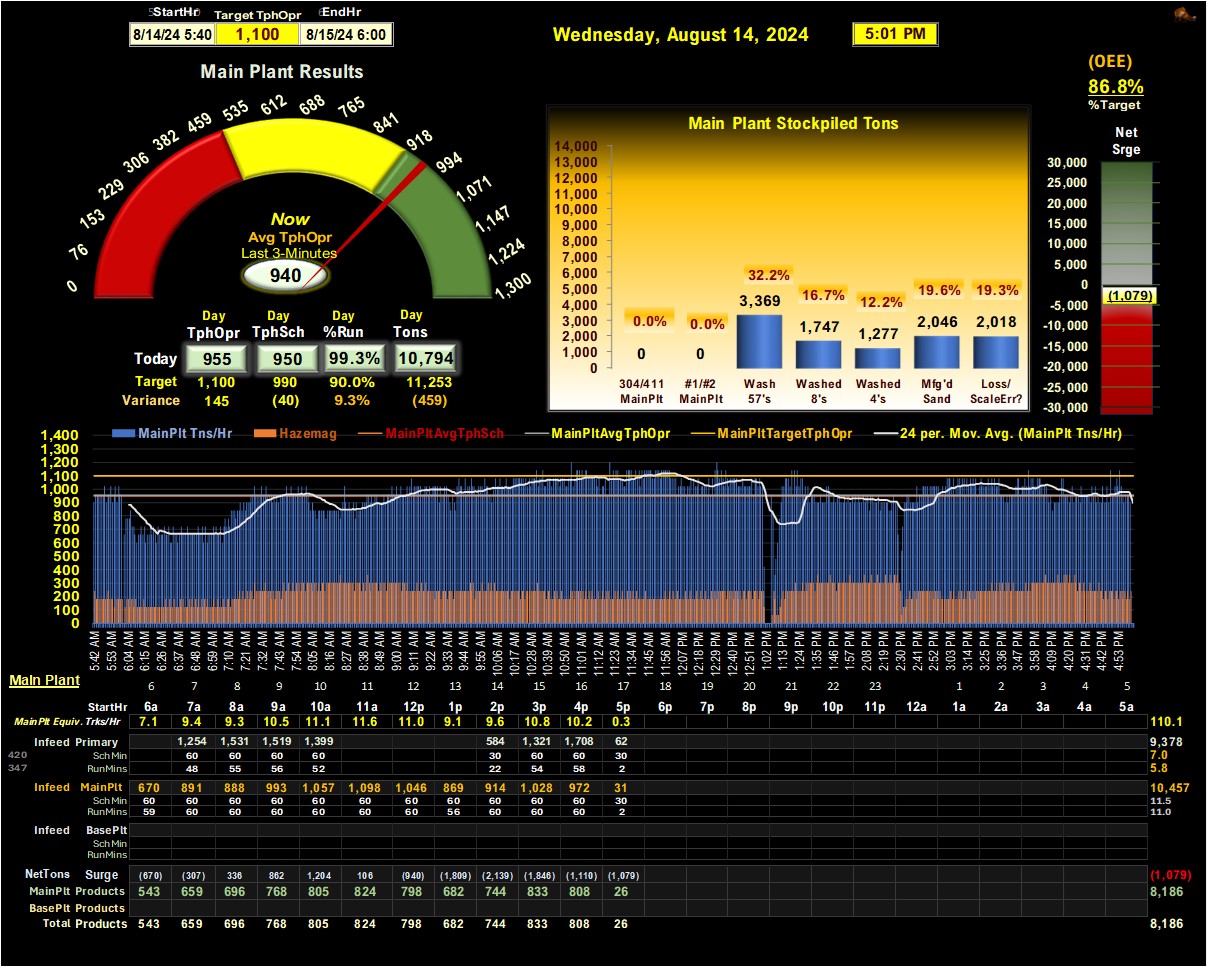 StartHr Target TphOpr EndHr
8/14/24 5:40 1,100 8/15/24 6:00
Wednesday, August 14, 2024
5:01 PM
(OEE)
86.8%
%Target
Main Plant Results
0 76 153 229 306 382 459 535 612 688 765 841 918 994 1,071 1,147 1,224 1,300
Now
Avg TphOpr
Last 3-Minutes
940
Day Day Day Day
TphOpr TphSch %Run Tons
Today 955 950 99.3% 10,794
Target 1,100 990 90.0% 11,253
Variance 145 (40) 9.3% (459)
Main Plant Stockpiled Tons
14,000
13,000
12,000
11,000
10,000
9,000
8,000
7,000
6,000
5,000
4,000
3,000
2,000
1,000
0
0.0% 0.0% 32.2% 16.7% 12.2% 19.6% 19.3%
0 0 3,369 1,747 1,277 2,046 2,018
304/411 #1/#2 Wash Washed Washed Mfg'd Loss/
MainPlt MainPlt 57's 8's 4's Sand ScaleErr?
Net
Srge
30,000
25,000
20,000
15,000
10,000
5,000
0
-5,000
-10,000
-15,000
-20,000
-25,000
-30,000
(1,079)
MainPlt Tns/Hr Hazemag MainPltAvgTphSch MainPltAvgTphOpr MainPltTargetTphOpr 24 per. Mov. Avg. (MainPlt Tns/Hr)
1,400
1,300
1,200
1,100
1,000
900
800
700
600
500
400
300
200
100
0
5:42 AM 5:53 AM 6:04 AM 6:15 AM 6:26 AM 6:37 AM 6:48 AM 6:59 AM 7:10 AM 7:21 AM 7:32 AM 7:43 AM 7:54 AM 8:05 AM 8:16 AM 8:27 AM 8:38 AM 8:49 AM 9:00 AM 9:11 AM 9:22 AM 9:33 AM 9:44 AM 9:55 AM 10:06 AM 10:17 AM 10:28 AM 10:39 AM 10:50 AM 11:01 AM 11:12 AM 11:23 AM 11:34 AM 11:45 AM 11:56 AM 12:07 PM 12:18 PM 12:29 PM 12:40 PM 12:51 PM 1:02 PM 1:13 PM 1:24 PM 1:35 PM 1:46 PM 1:57 PM 2:08 PM 2:19 PM 2:30 PM 2:41 PM 2:52 PM 3:03 PM 3:14 PM 3:25 PM 3:36 PM 3:47 PM 3:58 PM 4:09 PM 4:20 PM 4:31 PM 4:42 PM 4:53 PM
Main Plant
6 7 8 9 10 11 12 13 14 15 16 17 18 19 20 21 22 23 1 2 3 4 5
StartHr 6a 7a 8a 9a 10a 11a 12p 1p 2p 3p 4p 5p 6p 7p 8p 9p 10p 11p 12a 1a 2a 3a 4a 5a
MainPlt Equiv. Trks/Hr 7.1 9.4 9.3 10.5 11.1 11.6 11.0 9.1 9.6 10.8 10.2 0.3 110.1
Infeed Primary 1,254 1,531 1,519 1,399 584 1,321 1,708 62 9,378
420 SchMin 60 60 60 60 30 60 60 30 7.0
347 RunMins 48 55 56 52 22 54 58 2 5.8
Infeed MainPlt 670 891 888 993 1,057 1,098 1,046 869 914 1,028 972 31 10,457
SchMin 60 60 60 60 60 60 60 60 60 60 60 30 11.5
RunMins 59 60 60 60 60 60 60 56 60 60 60 2 11.0
Infeed BasePlt
SchMin
RunMins
NetTons Surge (670) (307) 336 862 1,204 106 (940) (1,809) (2,139) (1,846) (1,110) (1,079) (1,079)
MainPlt Products 543 659 696 768 805 824 798 682 744 833 808 26 8,186
BasePlt Products
Total Products 543 659 696 768 805 824 798 682 744 833 808 26 8,186